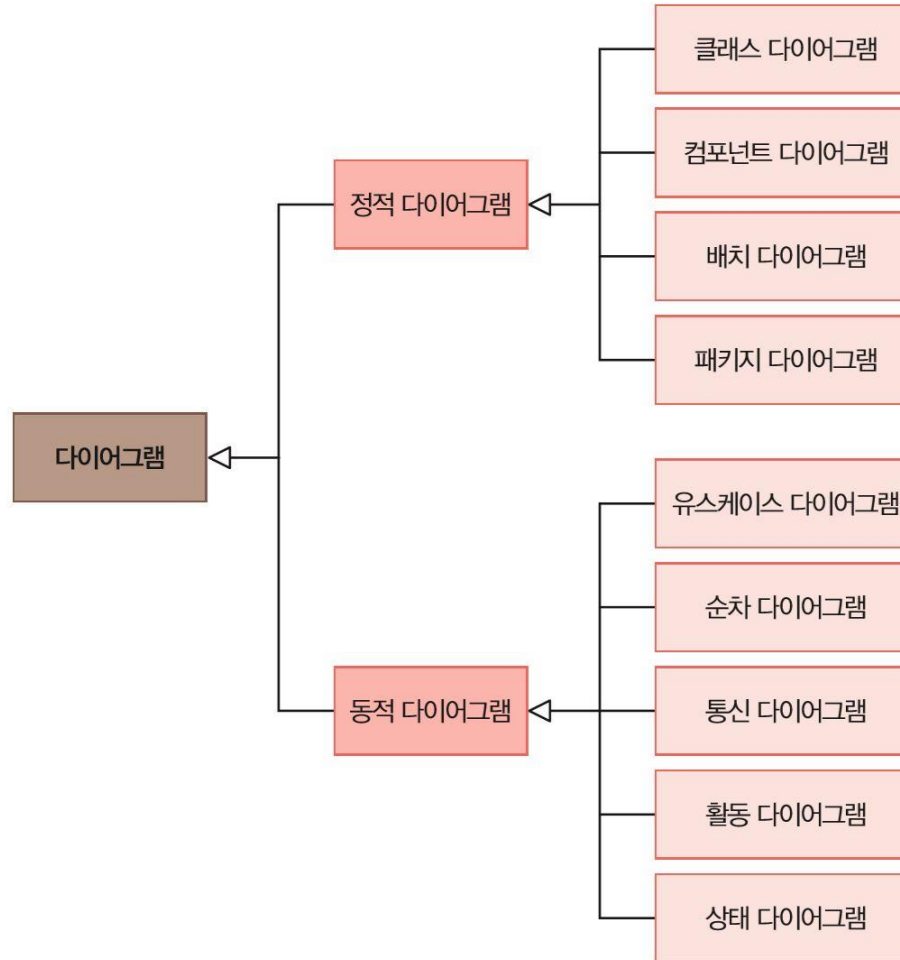 다이어그램
정적 다이어그램
클래스 다이어그램
컴포넌트 다이어그램
배치 다이어그램
패키지 다이어그램
동적 다이어그램
유스케이스 다이어그램
순차 다이어그램
통신 다이어그램
활동 다이어그램
상태 다이어그램